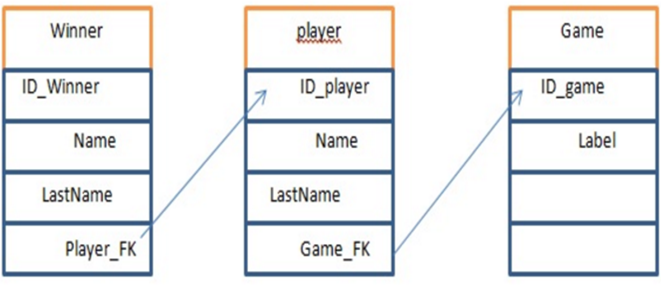 Winner
ID_Winner
Name
LastName
Player_FK
player
ID_player
Name
LastName
Game_FK
Game
ID_game
Label